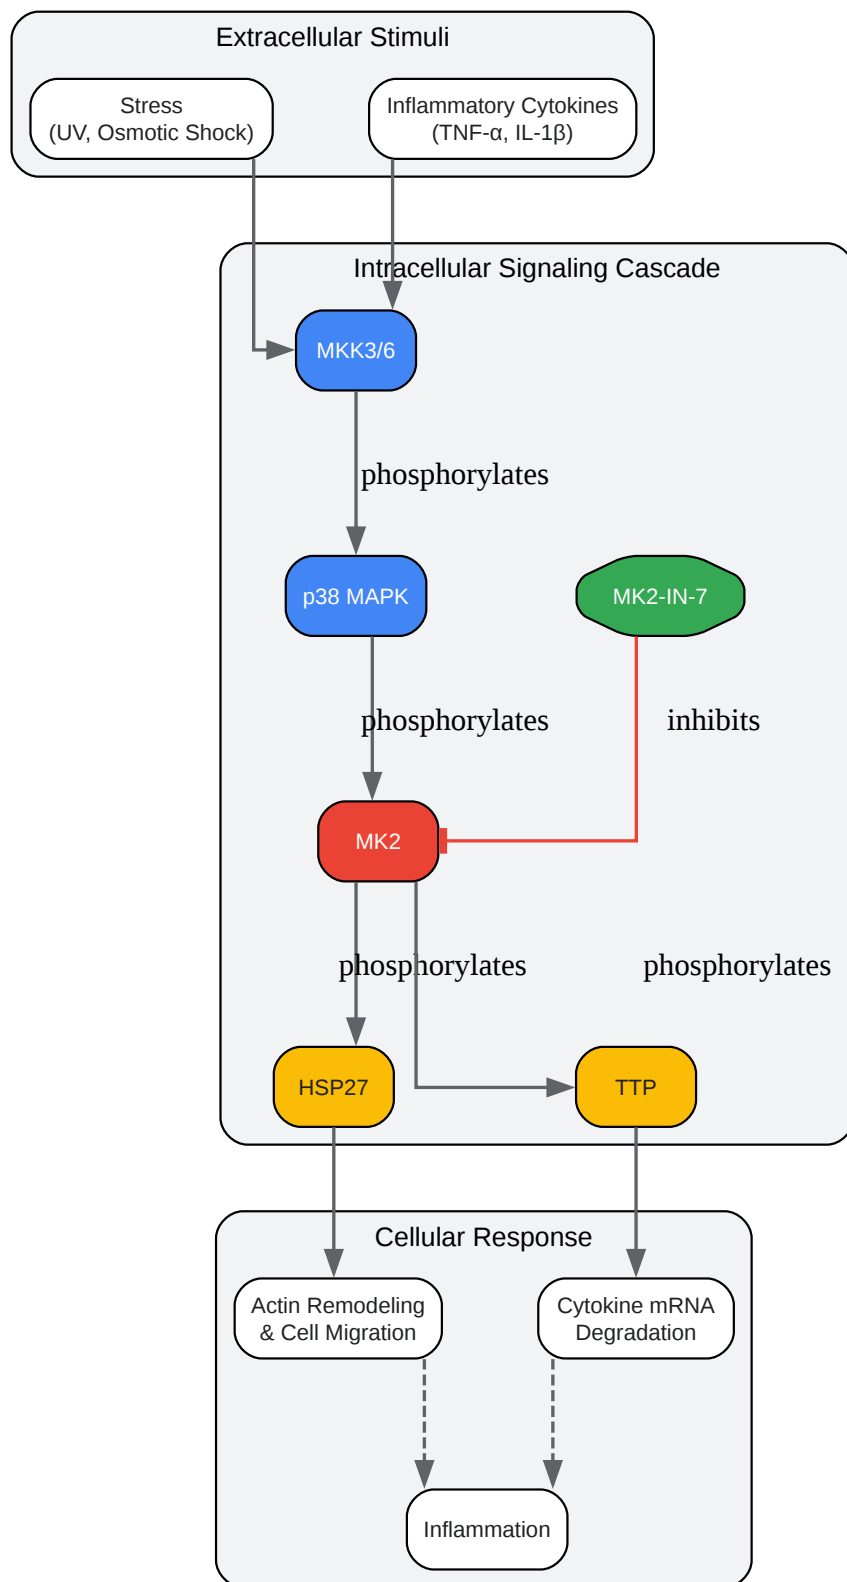 Extracellular Stimuli
Stress
(UV, Osmotic Shock)
Inflammatory Cytokines
(TNF-α, IL-1β)
Intracellular Signaling Cascade
MKK3/6
phosphorylates
p38 MAPK
MK2-IN-7
phosphorylates
inhibits
MK2
phosphorylates
phosphorylates
HSP27
TTP
Cellular Response
Actin Remodeling
& Cell Migration
Cytokine mRNA
Degradation
Inflammation